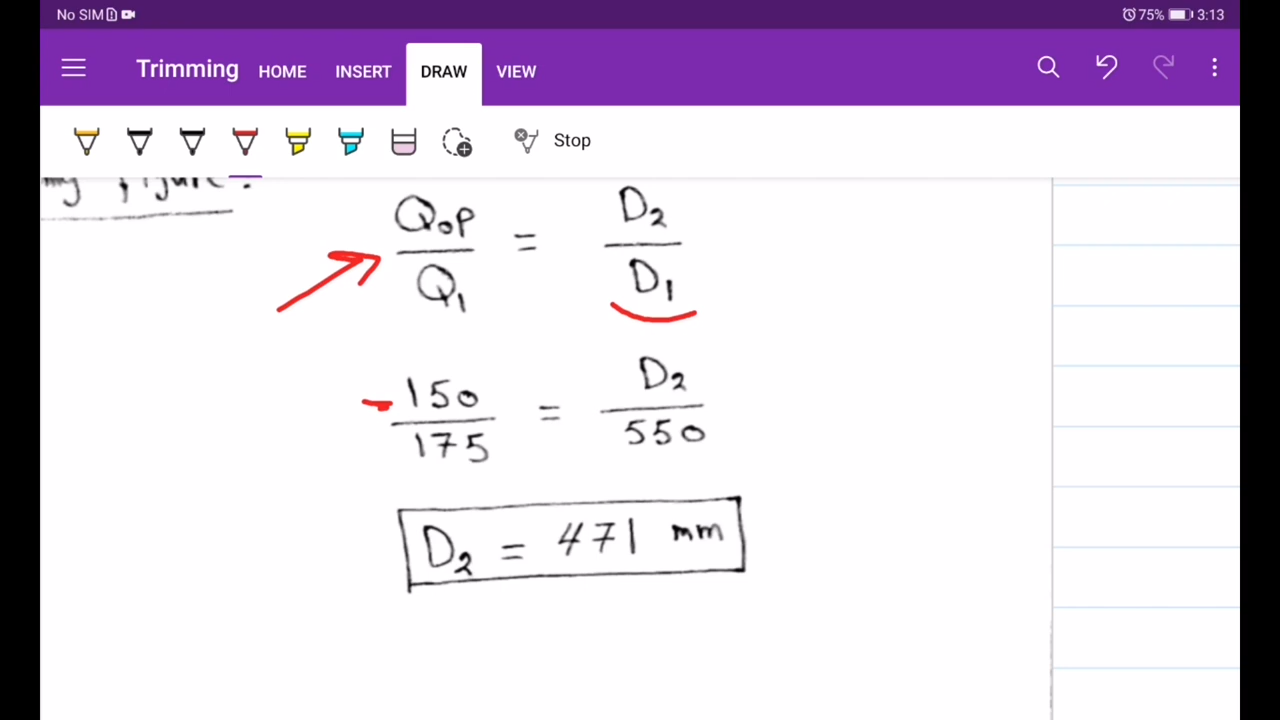 No SIM 75% 3:13
Trimming HOME INSERT DRAW VIEW
Stop
figure.
Qop / Q1 = D2 / D1
150 / 175 = D2 / 550
D2 = 471 mm